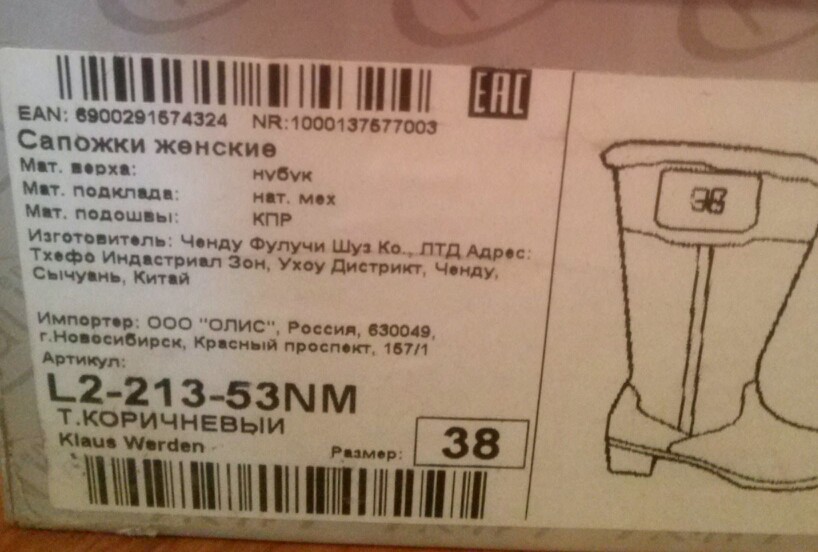 EAC
EAN: 6900291574324 NR:1000137577003
Сапожки женские
Мат. верха: нубук
Мат. подклада: нат. мех
Мат. подошвы: КПР
Изготовитель: Ченду Фулучи Шуз Ко., ЛТД Адрес:
Тхефо Индастриал Зон, Ухоу Дистрикт, Ченду,
Сычуань, Китай
Импортер: ООО "ОЛИС", Россия, 630049,
г.Новосибирск, Красный проспект, 157/1
Артикул:
L2-213-53NM
Т.КОРИЧНЕВЫЙ
Klaus Werden
Размер: 38
38